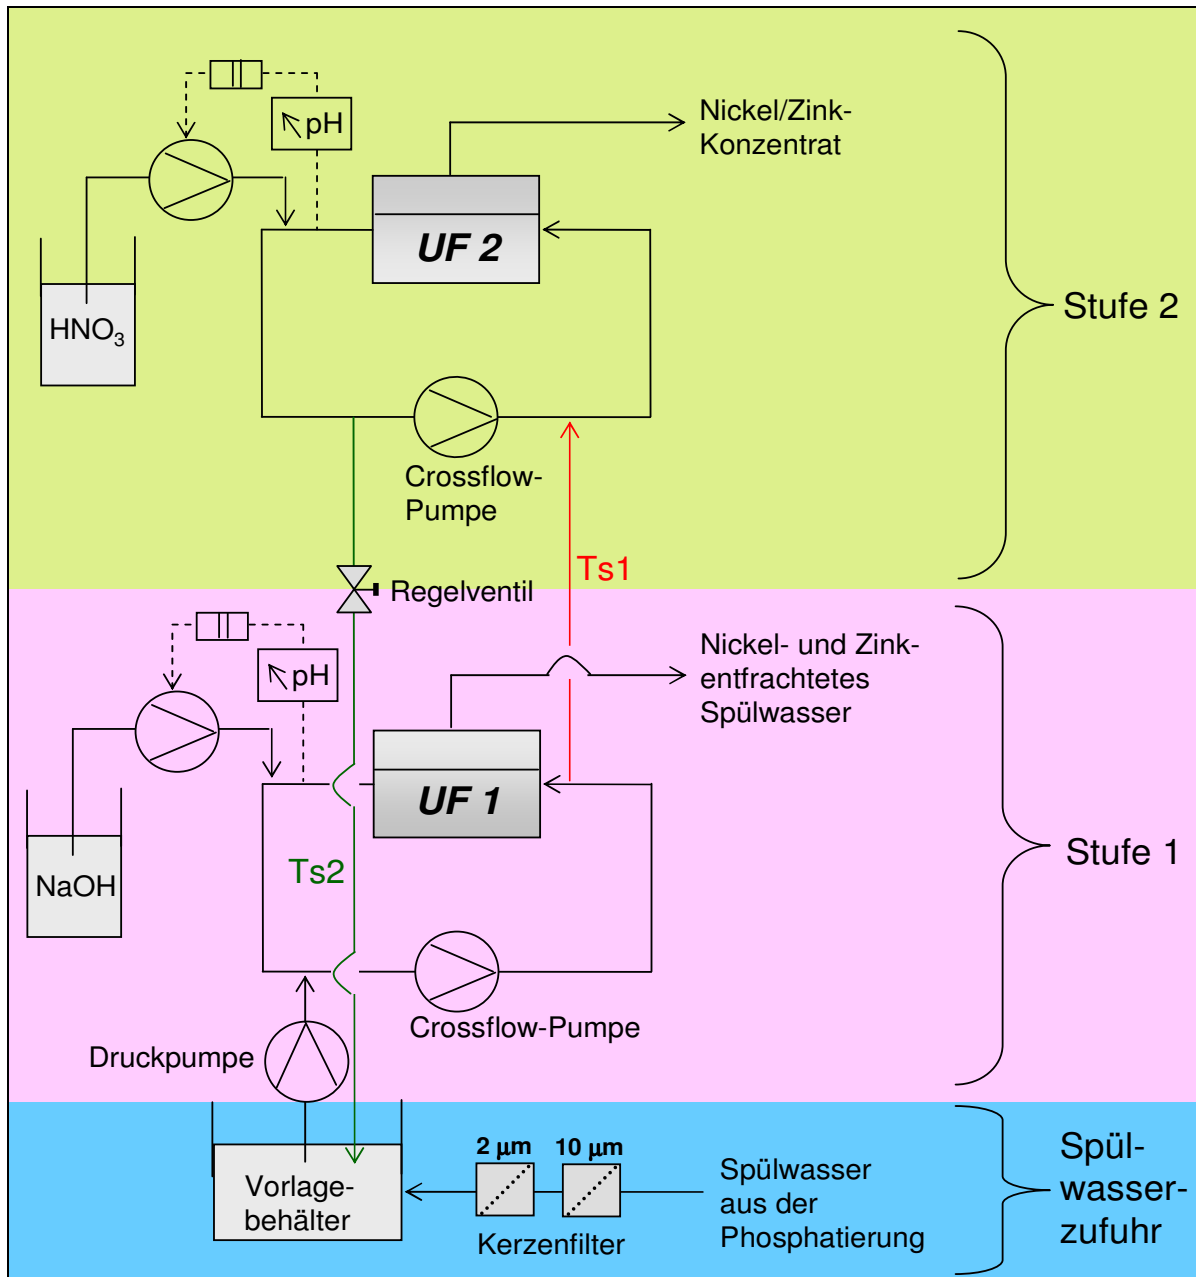 pH
Nickel/Zink-
Konzentrat
UF 2
HNO₃
Stufe 2
Crossflow-
Pumpe
Ts1
Regelventil
pH
Nickel- und Zink-
entfrachtetes
Spülwasser
UF 1
NaOH
Ts2
Stufe 1
Crossflow-Pumpe
Druckpumpe
2 µm
10 µm
Vorlage-
behälter
Kerzenfilter
Spülwasser
aus der
Phosphatierung
Spül-
wasser-
zufuhr